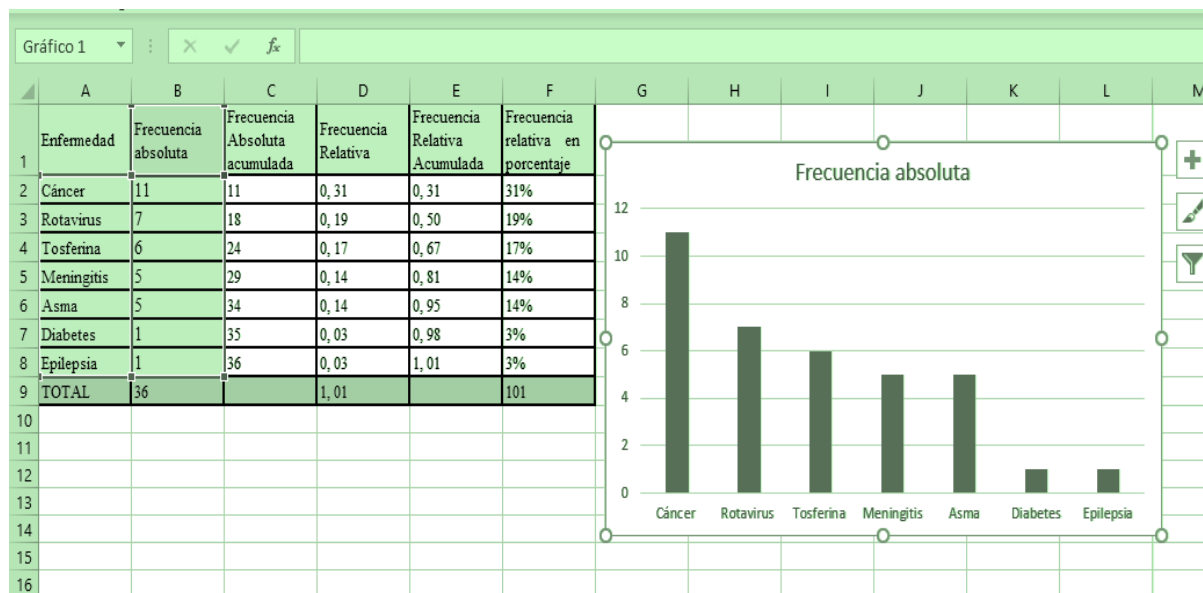 Gráfico 1
fx
A B C D E F G H I J K L M
1 Enfermedad Frecuencia absoluta Frecuencia Absoluta acumulada Frecuencia Relativa Frecuencia Relativa Acumulada Frecuencia relativa en porcentaje
2 Cáncer 11 11 0, 31 0, 31 31%
3 Rotavirus 7 18 0, 19 0, 50 19%
4 Tosferina 6 24 0, 17 0, 67 17%
5 Meningitis 5 29 0, 14 0, 81 14%
6 Asma 5 34 0, 14 0, 95 14%
7 Diabetes 1 35 0, 03 0, 98 3%
8 Epilepsia 1 36 0, 03 1, 01 3%
9 TOTAL 36 1, 01 101
10
11
12
13
14
15
16
Frecuencia absoluta
12
10
8
6
4
2
0
Cáncer Rotavirus Tosferina Meningitis Asma Diabetes Epilepsia